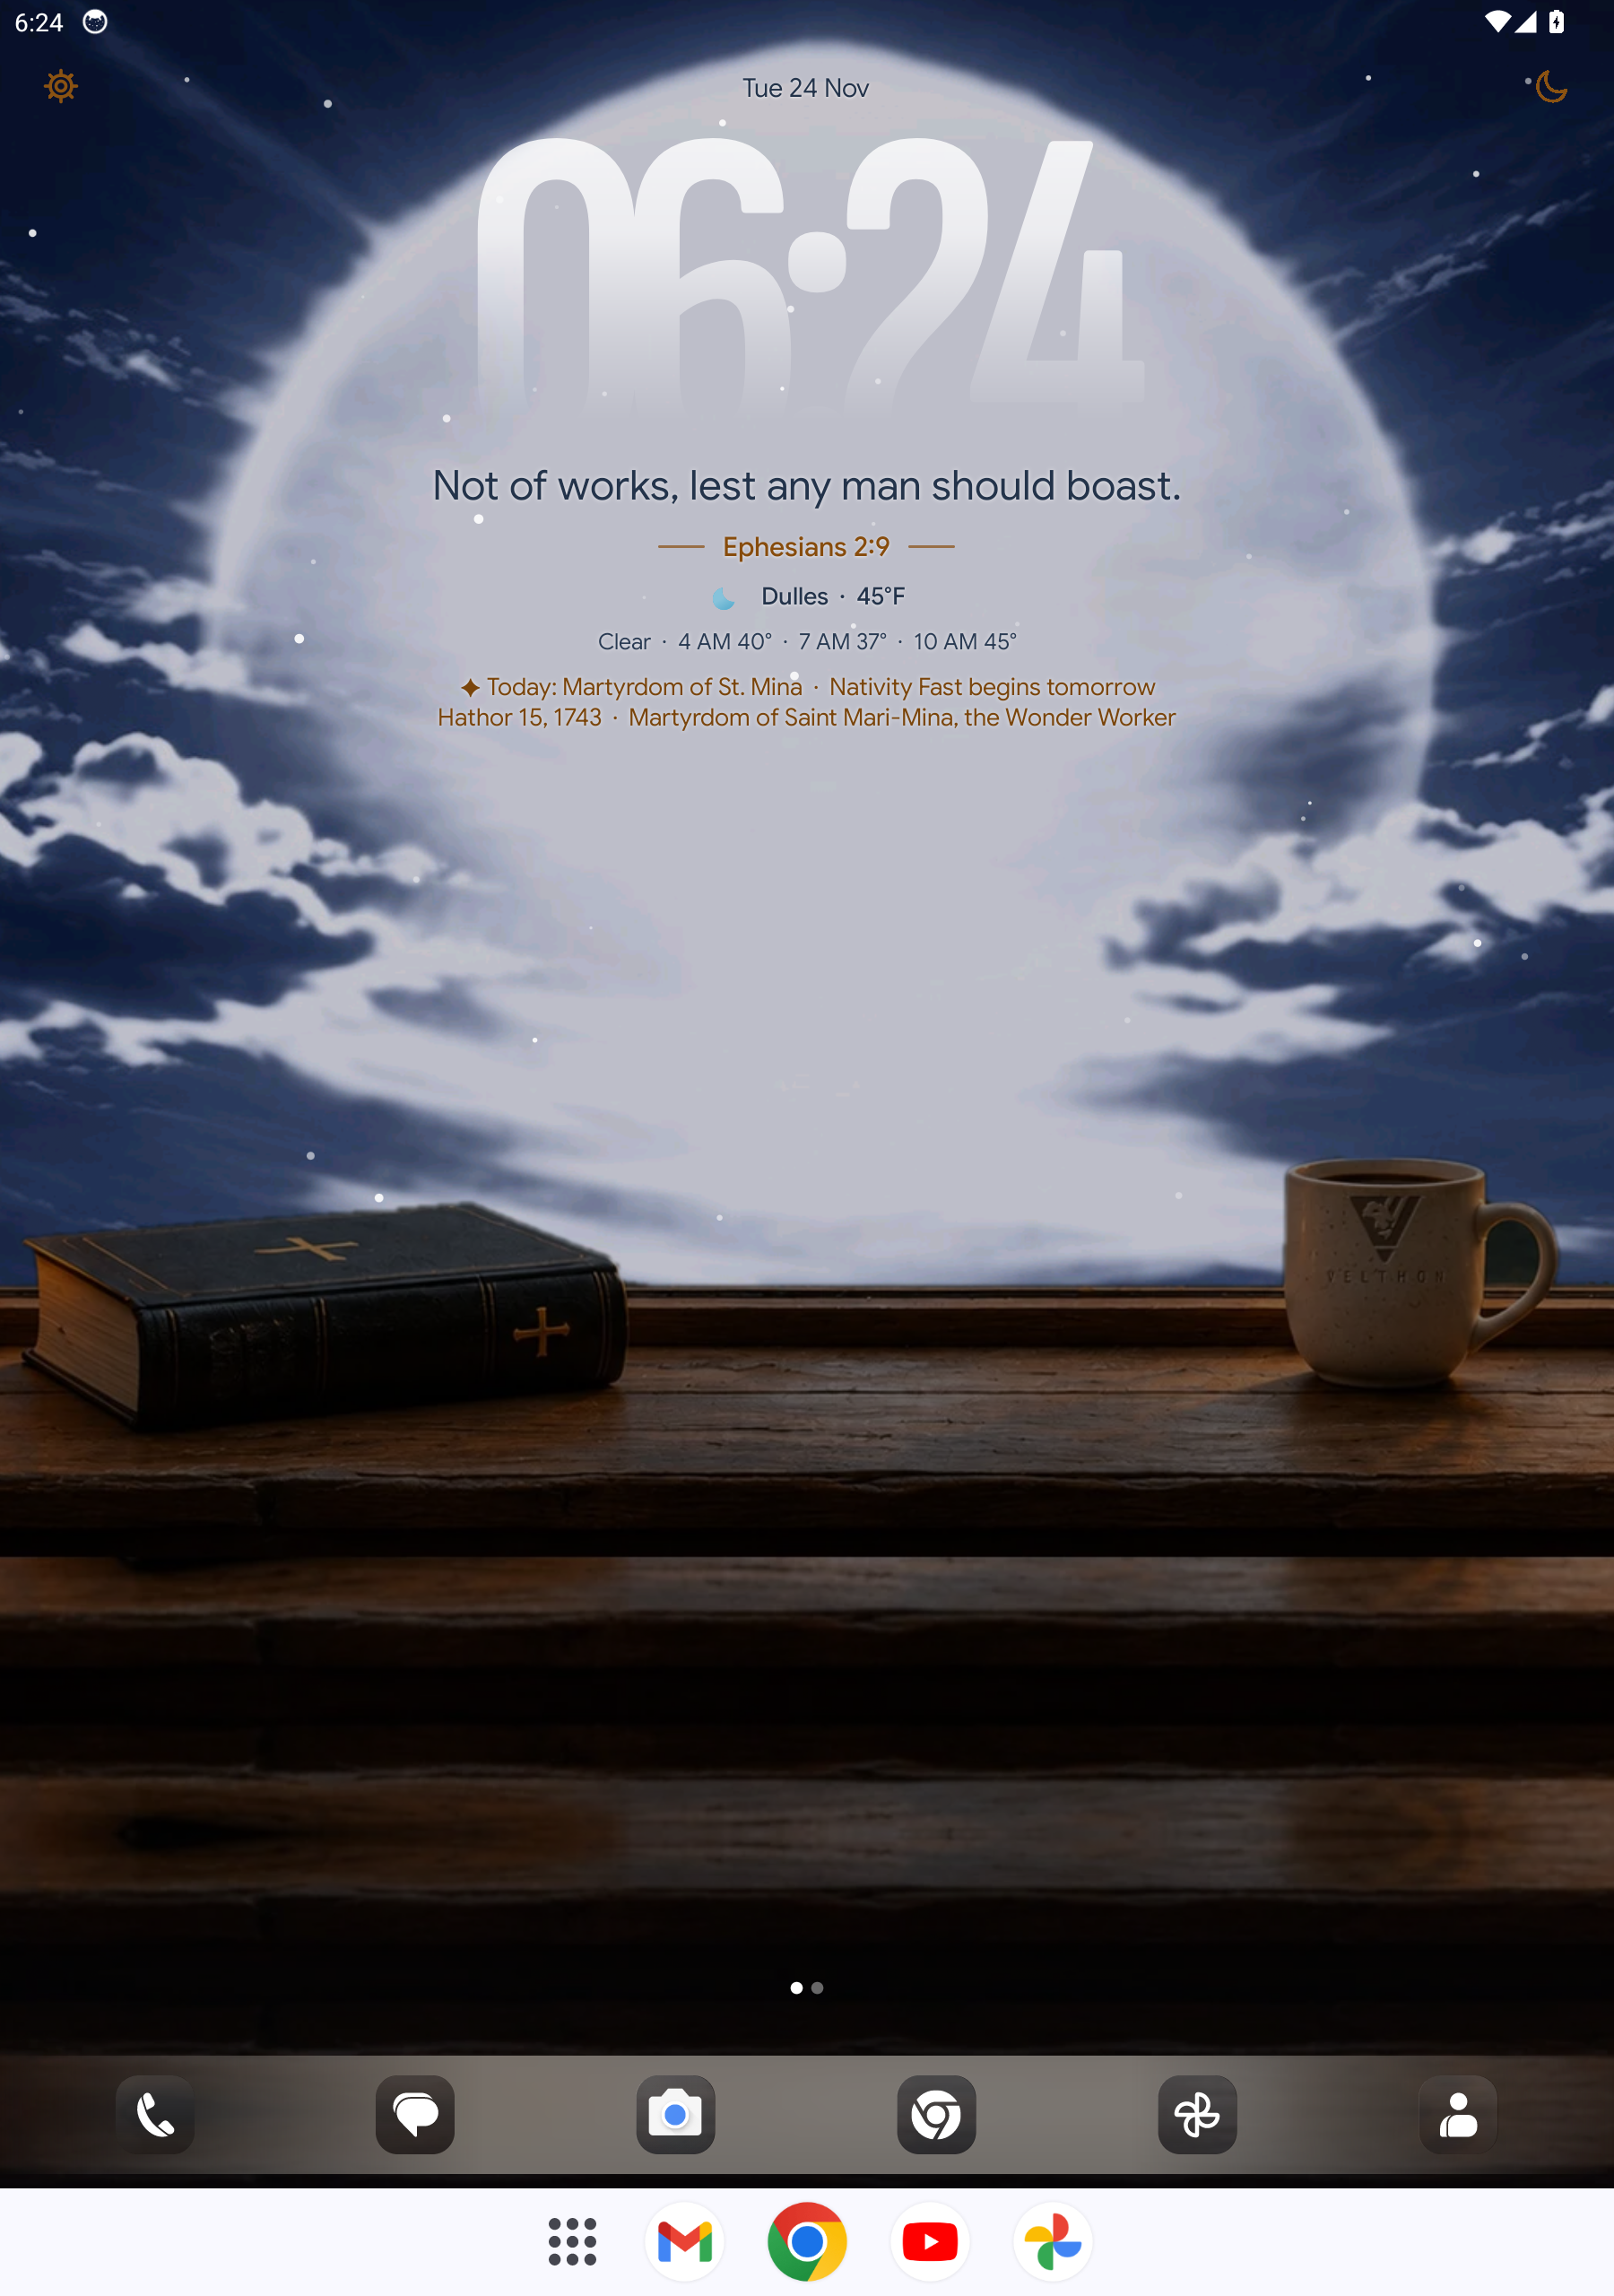 6:24
Tue 24 Nov
06:24
Not of works, lest any man should boast.
Ephesians 2:9
Dulles · 45°F
Clear · 4 AM 40° · 7 AM 37° · 10 AM 45°
✦ Today: Martyrdom of St. Mina · Nativity Fast begins tomorrow
Hathor 15, 1743 · Martyrdom of Saint Mari-Mina, the Wonder Worker
VELTHON